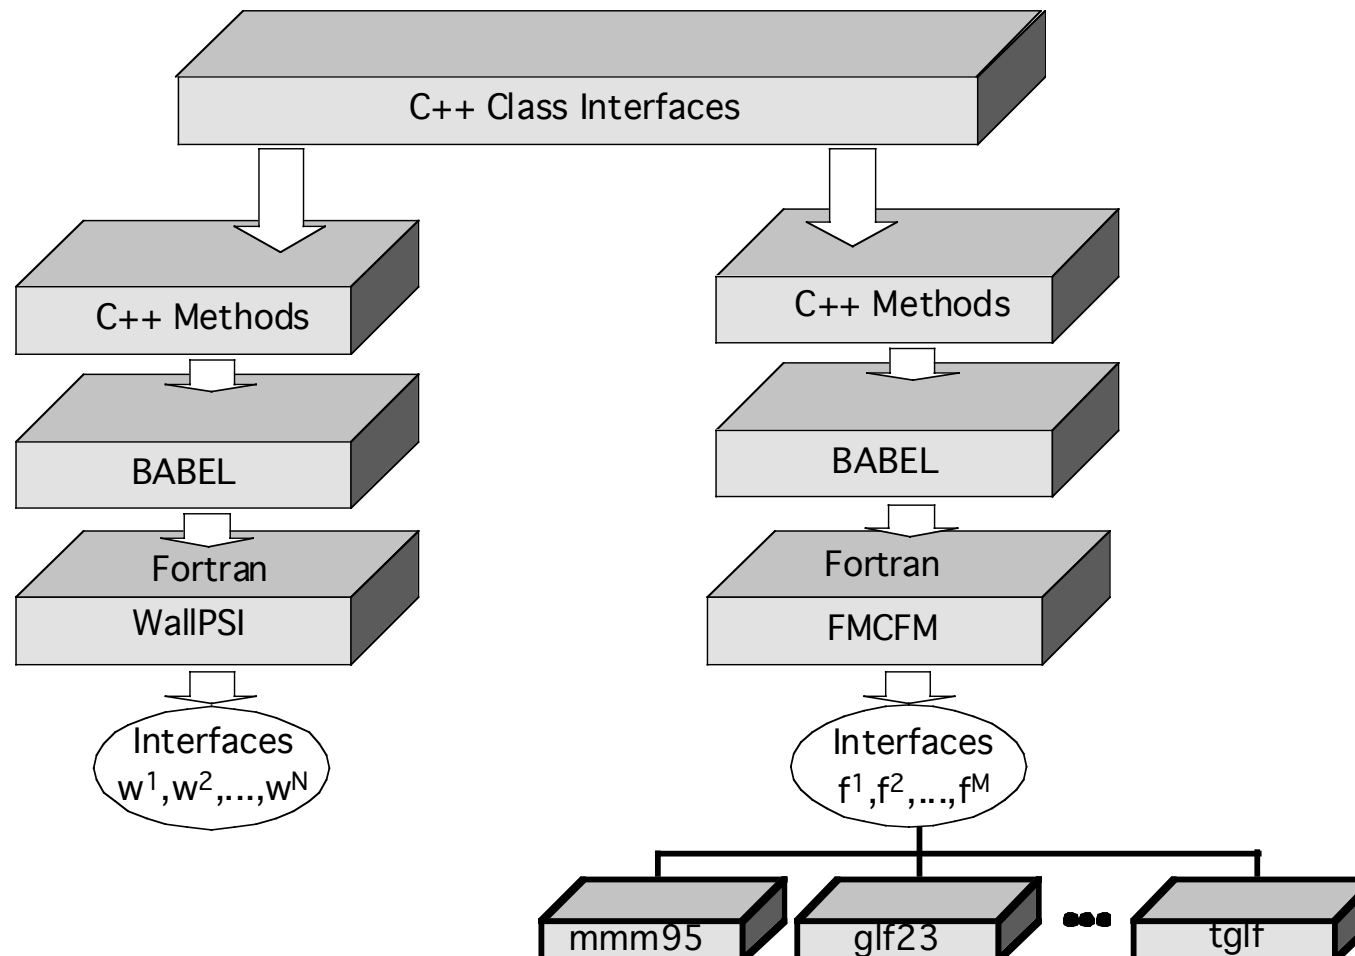 C++ Class Interfaces
C++ Methods
C++ Methods
BABEL
BABEL
Fortran
WallPSI
Fortran
FMCFM
Interfaces
w¹,w²,...,wᴺ
Interfaces
f¹,f²,...,fᴹ
mmm95
glf23
•••
tglf